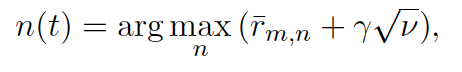 n(t) = arg max_n (r̄_{m,n} + γ√ν),